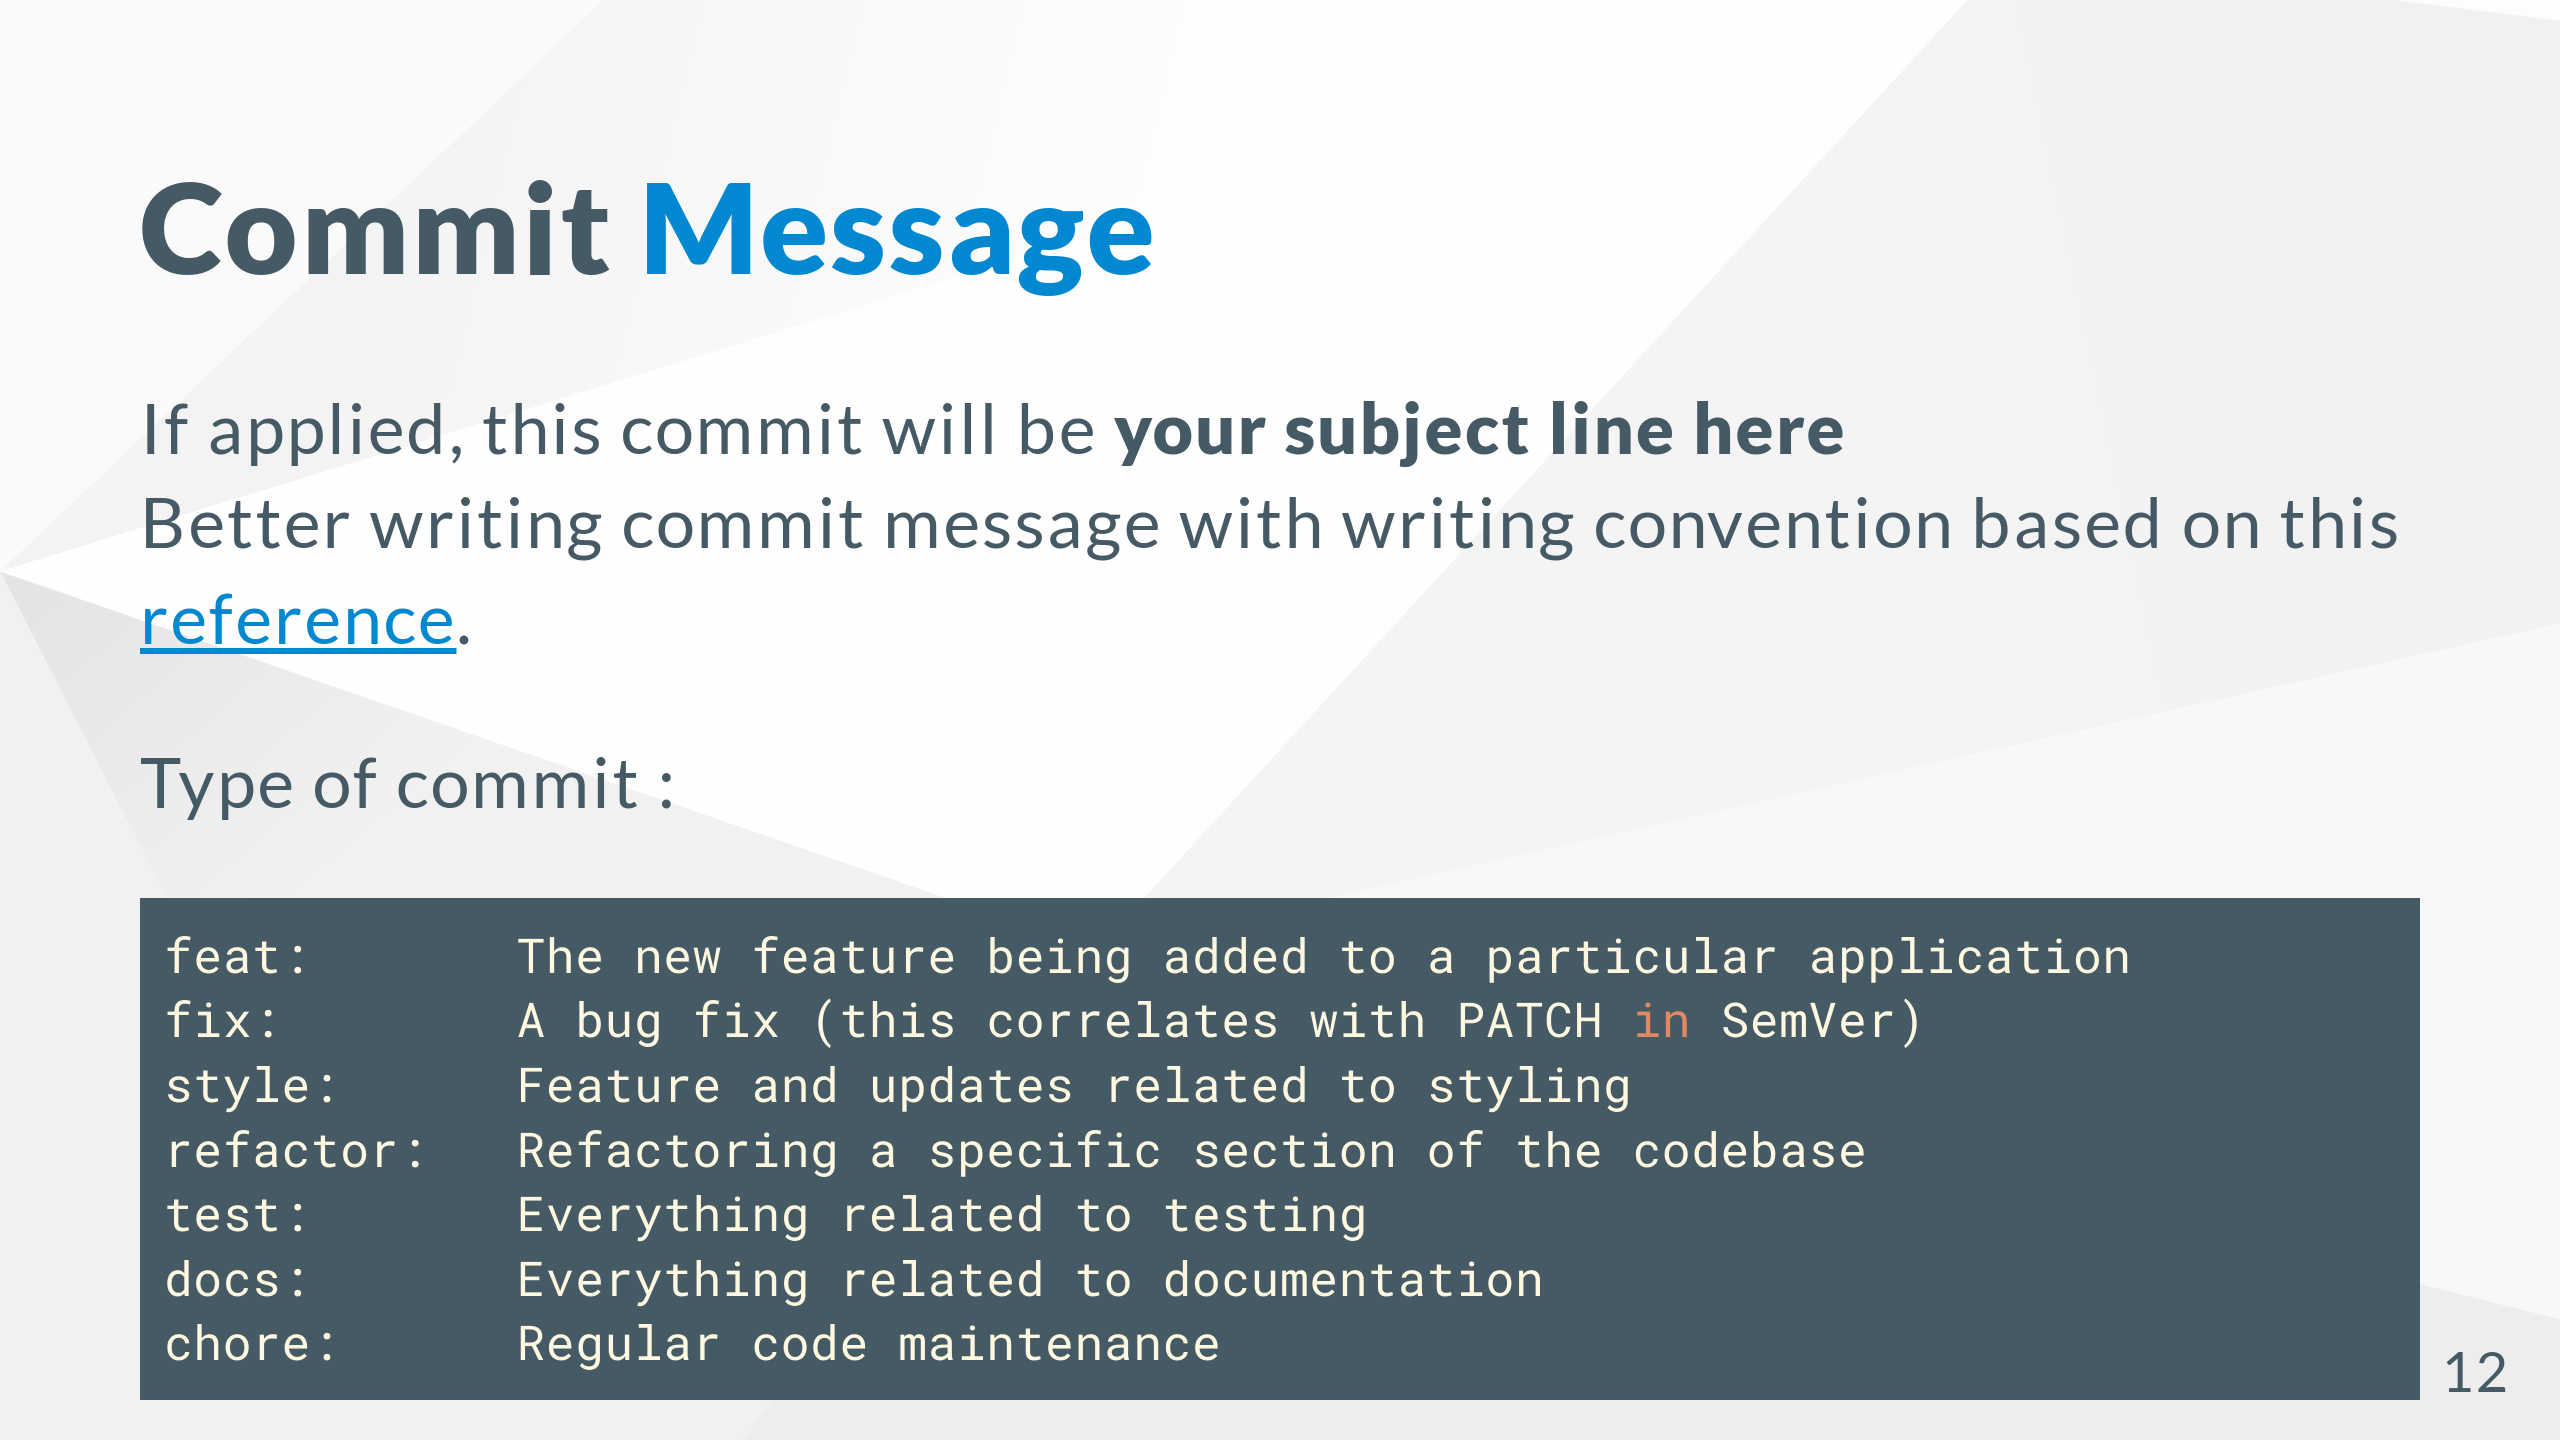 Commit Message
If applied, this commit will be your subject line here
Better writing commit message with writing convention based on this
reference.
Type of commit :
feat:       The new feature being added to a particular application
fix:        A bug fix (this correlates with PATCH in SemVer)
style:      Feature and updates related to styling
refactor:   Refactoring a specific section of the codebase
test:       Everything related to testing
docs:       Everything related to documentation
chore:      Regular code maintenance
12